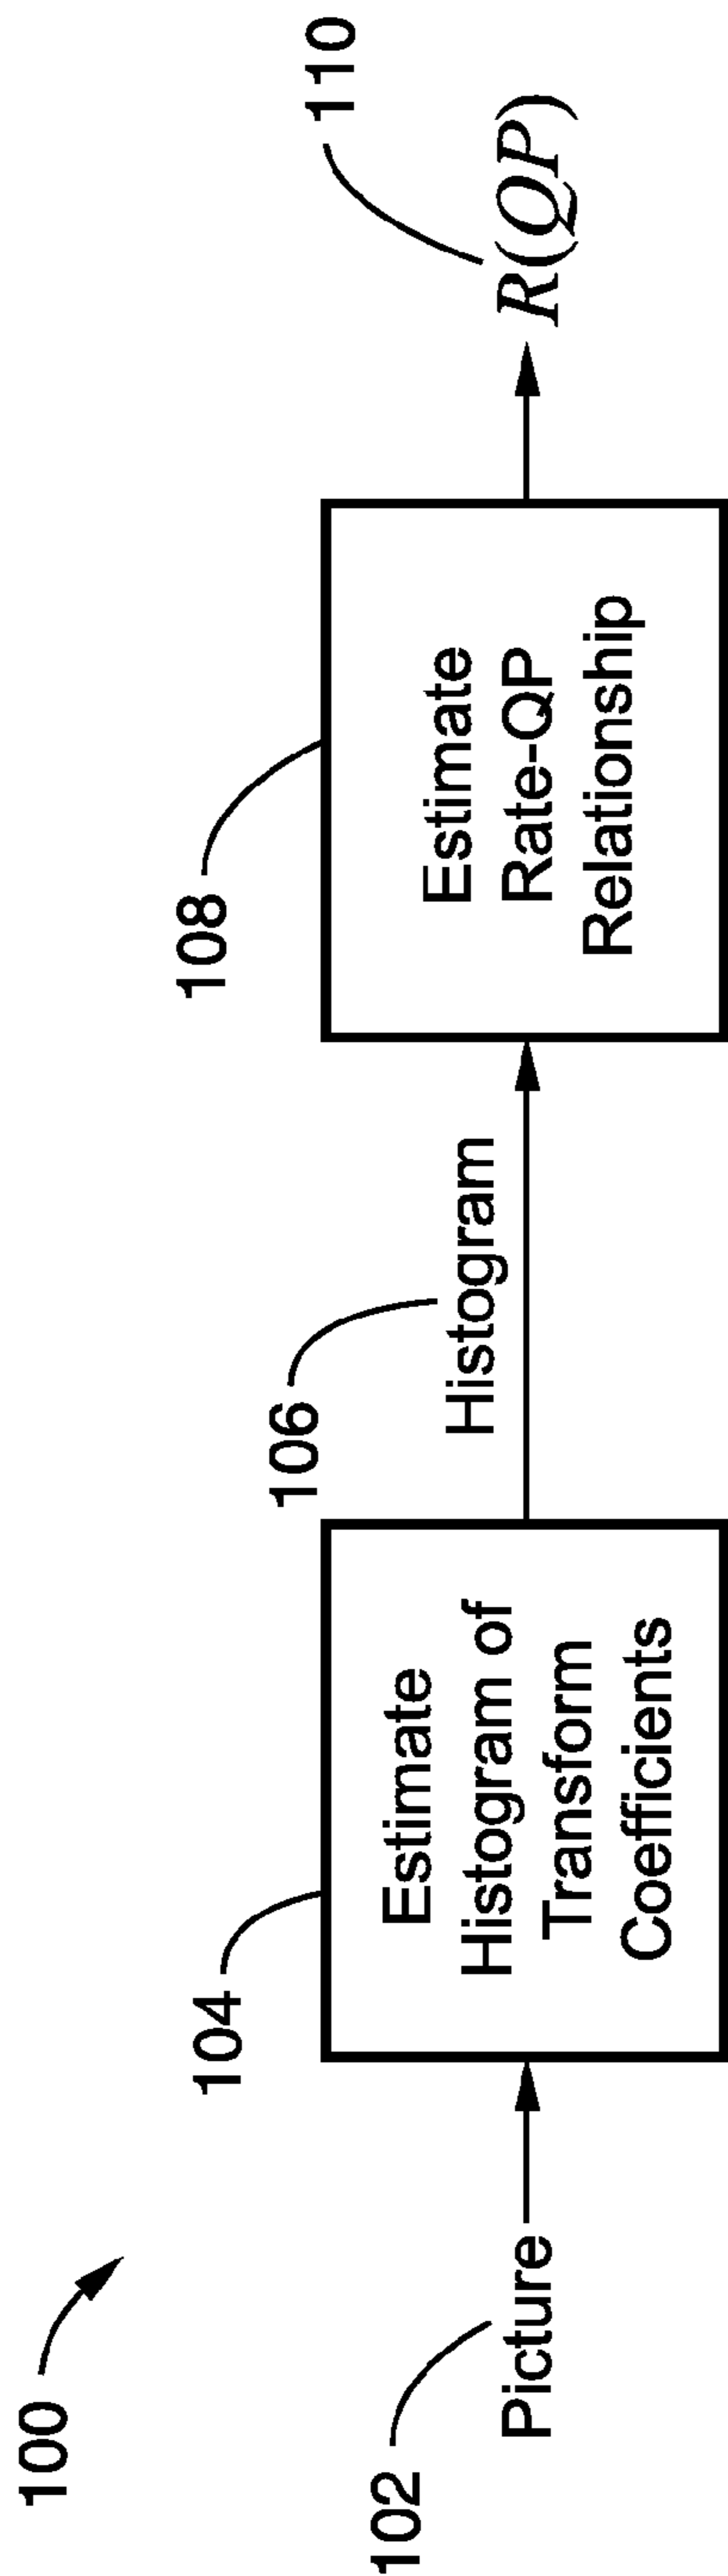 100
102
Picture
104
Estimate
Histogram of
Transform
Coefficients
106
Histogram
108
Estimate
Rate-QP
Relationship
110
R(QP)